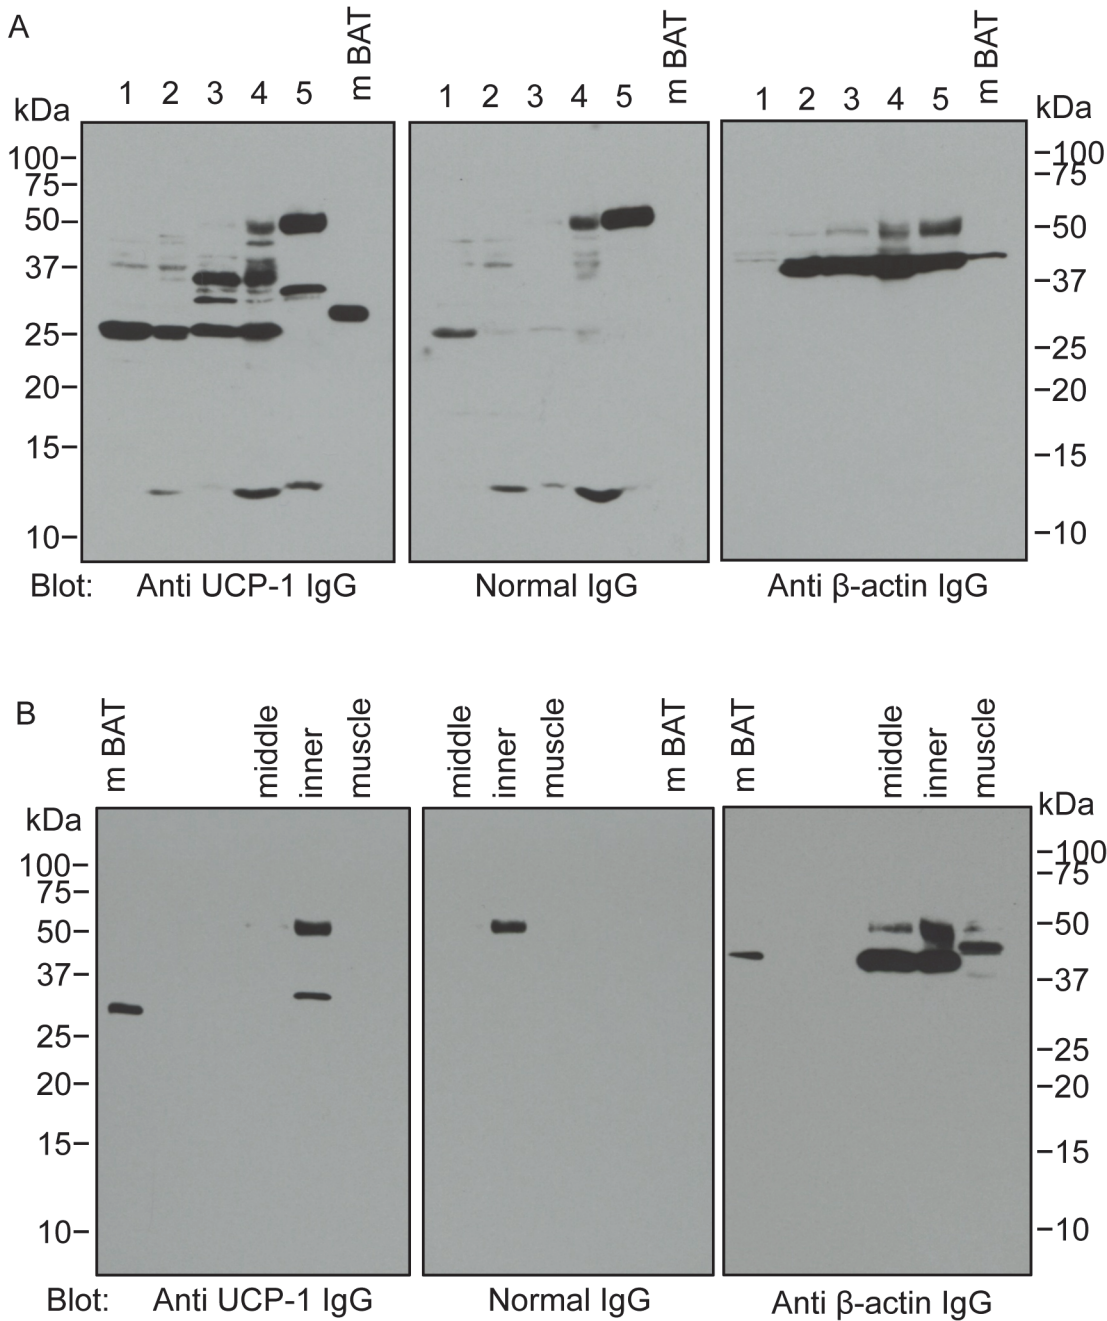 A
1 2 3 4 5 m BAT
1 2 3 4 5 m BAT
1 2 3 4 5 m BAT
kDa
100
75
50
37
25
20
15
10
kDa
100
75
50
37
25
20
15
10
Blot: Anti UCP-1 IgG Normal IgG Anti β-actin IgG
B
m BAT middle inner muscle
middle inner muscle m BAT
m BAT middle inner muscle
kDa
100
75
50
37
25
20
15
10
kDa
100
75
50
37
25
20
15
10
Blot: Anti UCP-1 IgG Normal IgG Anti β-actin IgG